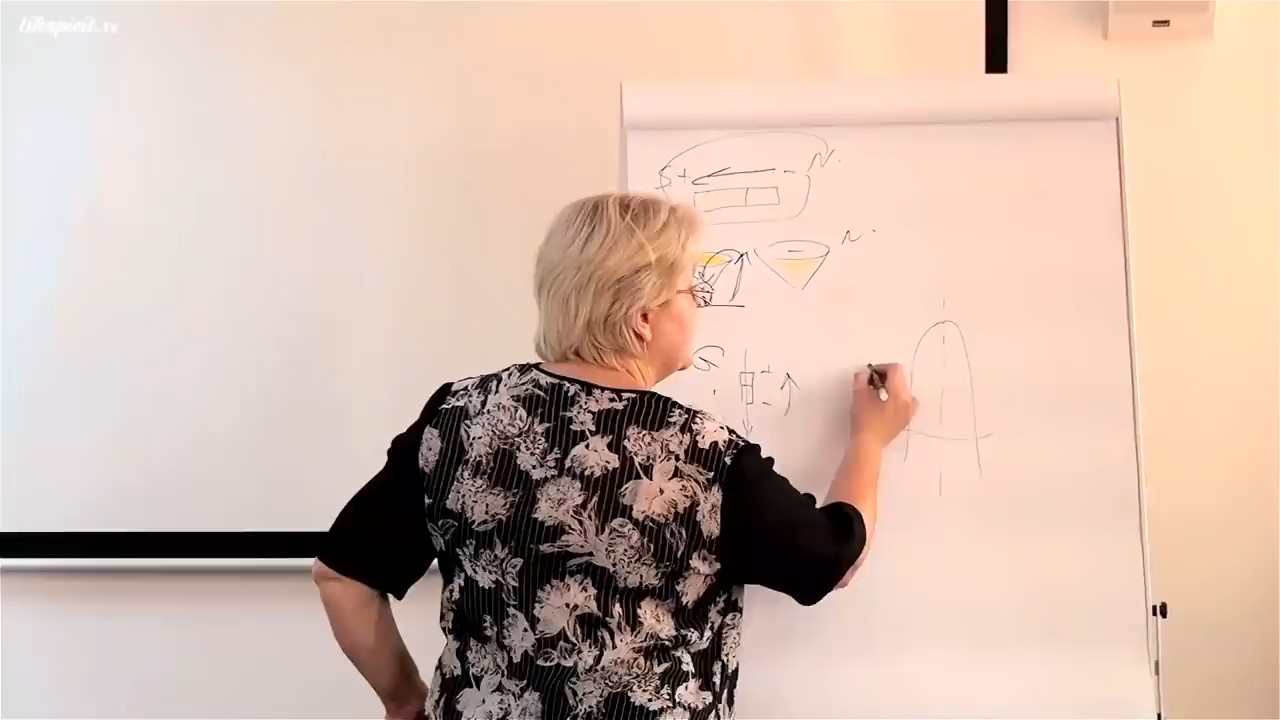 lifespirit.tv
S + - N.
- N.
G + -